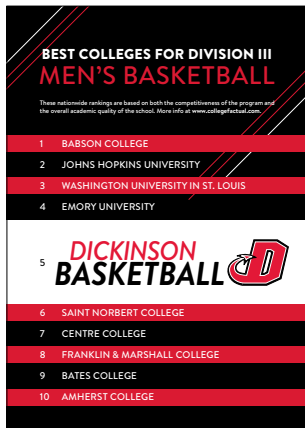 BEST COLLEGES FOR DIVISION III
MEN'S BASKETBALL
These nationwide rankings are based on both the competitiveness of the program and
the overall academic quality of the school. More info at www.collegefactual.com.
1 BABSON COLLEGE
2 JOHNS HOPKINS UNIVERSITY
3 WASHINGTON UNIVERSITY IN ST. LOUIS
4 EMORY UNIVERSITY
5 DICKINSON
BASKETBALL D
6 SAINT NORBERT COLLEGE
7 CENTRE COLLEGE
8 FRANKLIN & MARSHALL COLLEGE
9 BATES COLLEGE
10 AMHERST COLLEGE